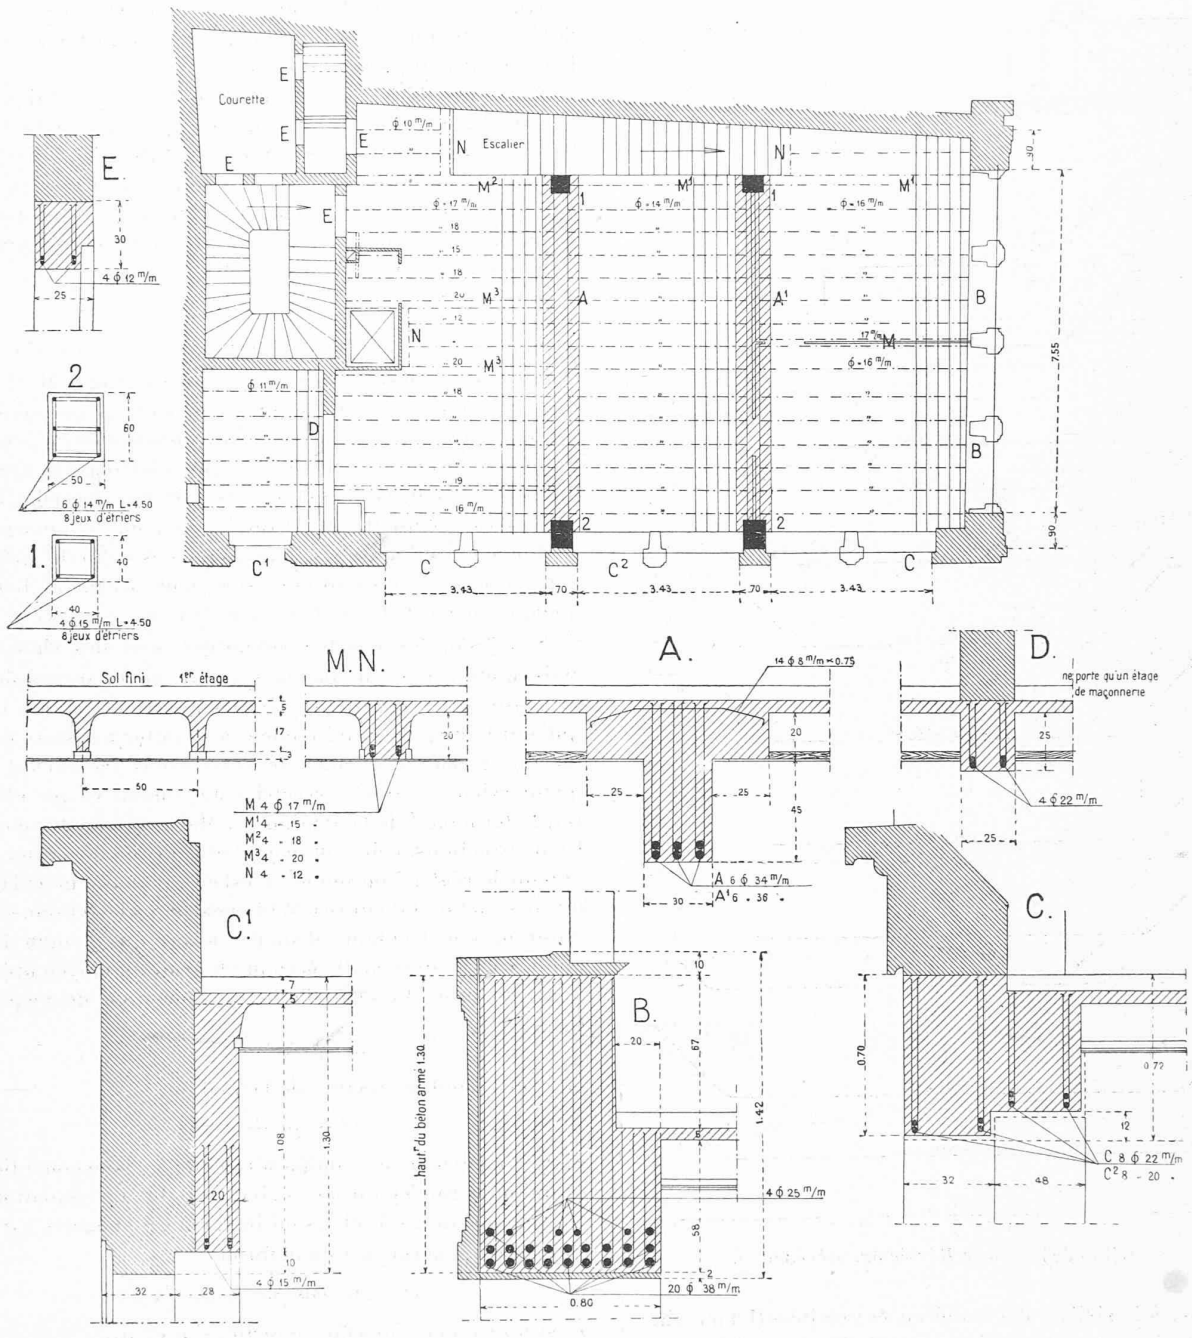 Courette
E
E
E
E
E
E
φ 10 m/m
"
N
Escalier
N
90
E.
30
4 φ 12 m/m
25
M²
M¹
M¹
1
1
φ = 17 m/m
φ = 14 m/m
φ = 16 m/m
" 18
" 15
" 18
" 20
M³
A
A¹
B
" 12
N
17 m/m
M
" 20
M³
φ = 16 m/m
" 18
7.55
φ 11 m/m
D
B
" 19
" 16 m/m
2
2
90
C¹
C
C²
C
3.43
70
3.43
70
3.43
2
60
50
6 φ 14 m/m L = 4.50
8 jeux d'étriers
1.
40
40
4 φ 15 m/m L = 4.50
8 jeux d'étriers
M.N.
Sol fini 1er étage
5
17
3
50
20
M 4 φ 17 m/m
M¹ 4 - 15 "
M² 4 - 18 "
M³ 4 - 20 "
N 4 - 12 "
A.
14 φ 8 m/m = 0.75
20
25
25
45
30
A 6 φ 34 m/m
A¹ 6 - 36 "
D.
ne porte qu'un étage
de maçonnerie
25
4 φ 22 m/m
25
C.¹
7
5
1.08
1.30
20
10
4 φ 15 m/m
32
28
B.
10
20
67
1.42
haut.r du béton armé 1.30
5
4 φ 25 m/m
58
2
20 φ 38 m/m
0.80
C.
0.70
0.72
12
C 8 φ 22 m/m
C² 8 - 20 "
32
48